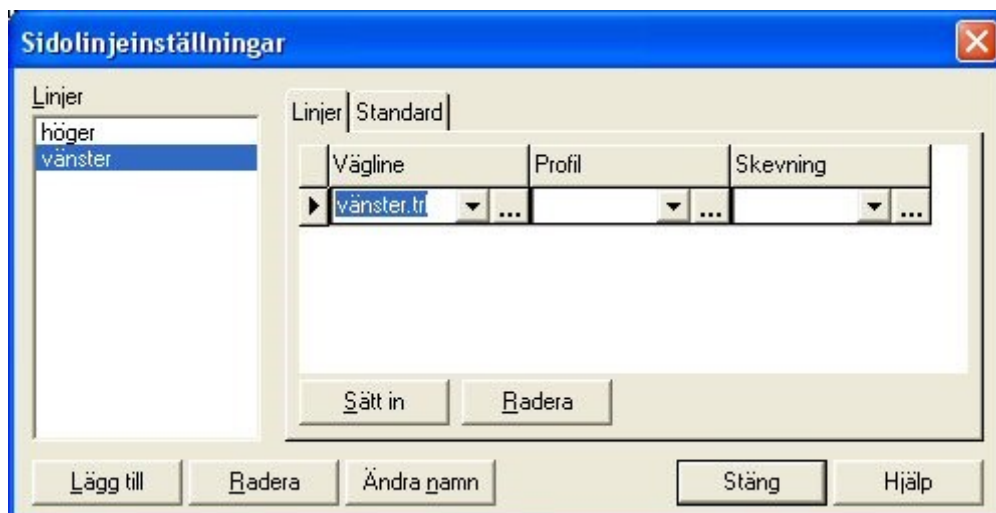 Sidolinjeinställningar
Linjer
höger
vänster
Linjer Standard
Vägline Profil Skevning
vänster.tr ... ... ...
Sätt in Radera
Lägg till Radera Ändra namn Stäng Hjälp